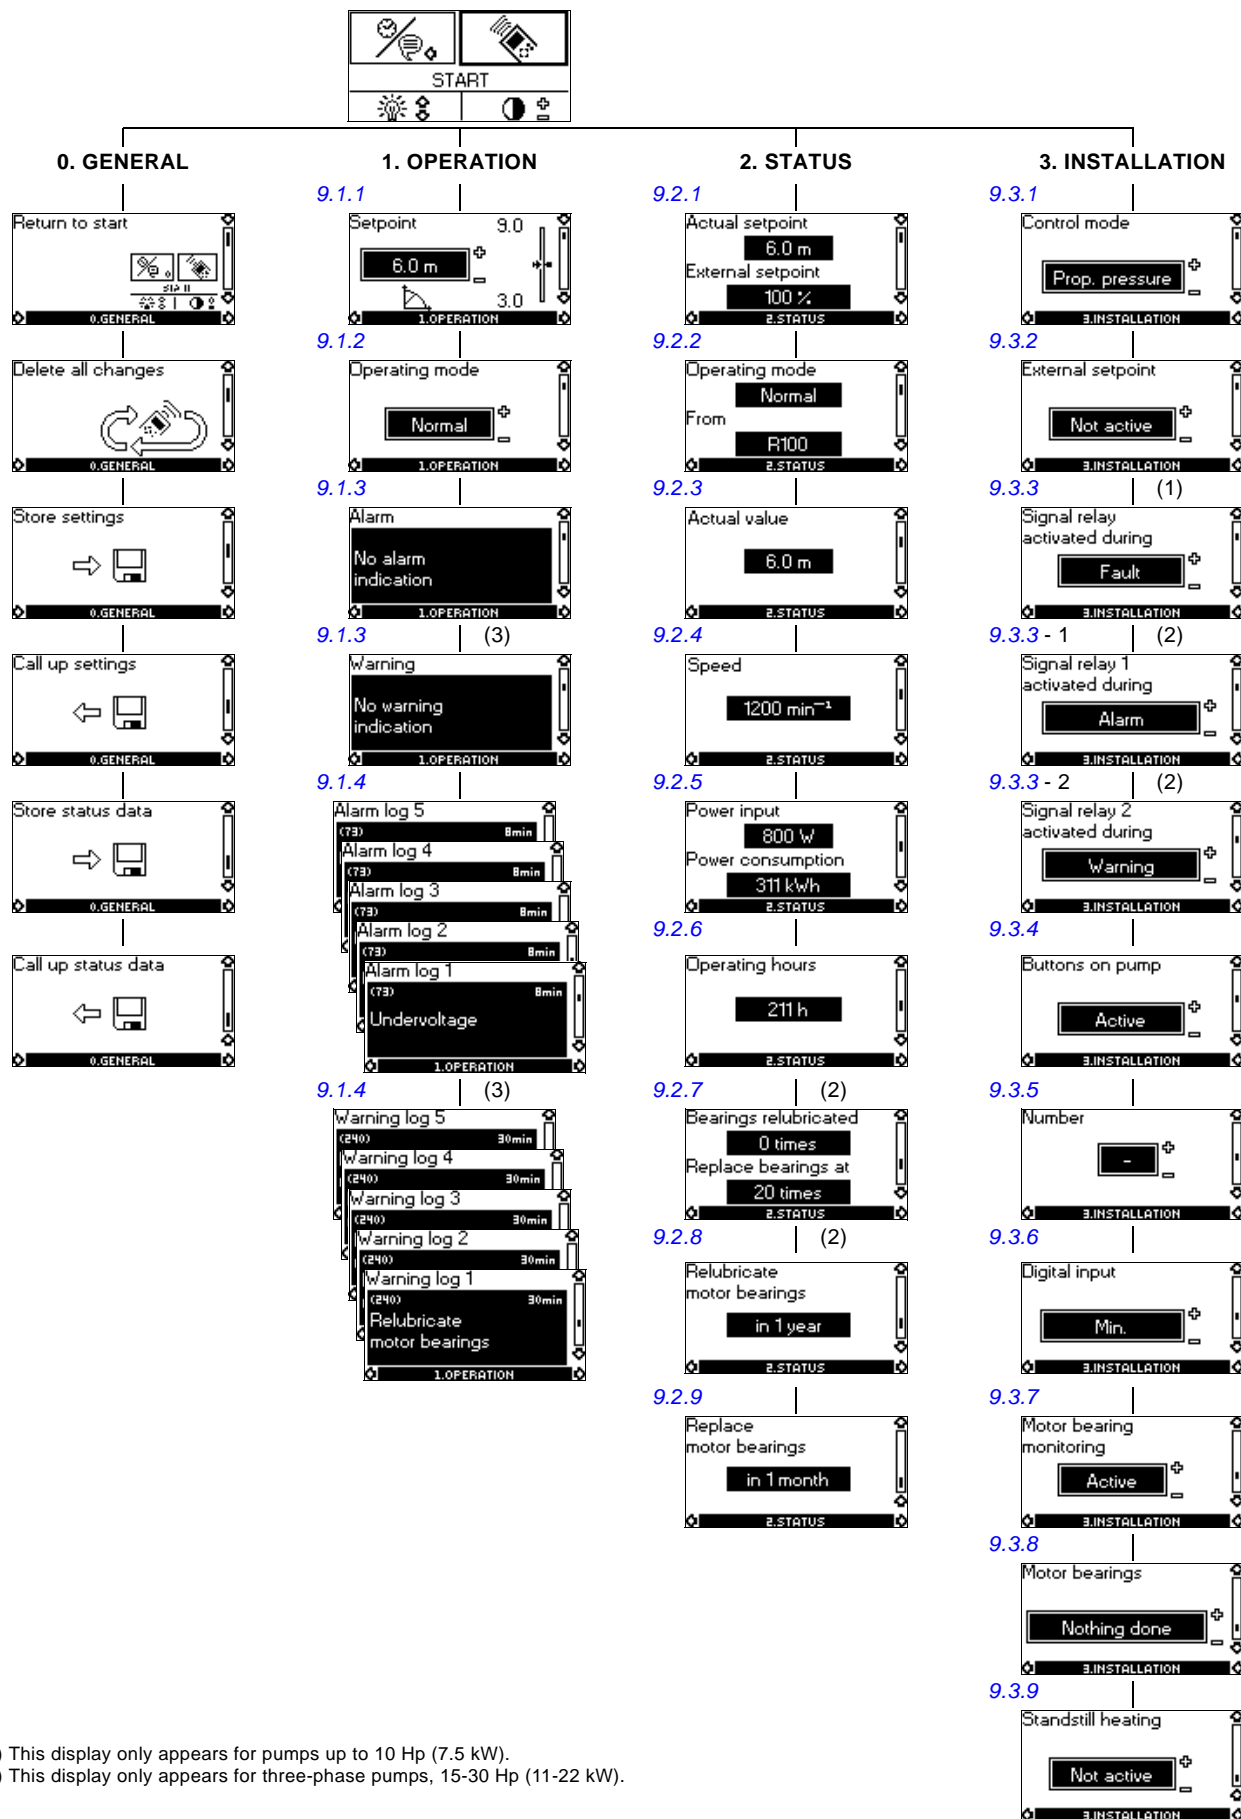 START
0. GENERAL
Return to start
START
0.GENERAL
Delete all changes
0.GENERAL
Store settings
0.GENERAL
Call up settings
0.GENERAL
Store status data
0.GENERAL
Call up status data
0.GENERAL
1. OPERATION
9.1.1
Setpoint
9.0
6.0 m
3.0
1.OPERATION
9.1.2
Operating mode
Normal
1.OPERATION
9.1.3
Alarm
No alarm
indication
1.OPERATION
9.1.3
(3)
Warning
No warning
indication
1.OPERATION
9.1.4
Alarm log 5
(73) 8min
Alarm log 4
(73) 8min
Alarm log 3
(73) 8min
Alarm log 2
(73) 8min
Alarm log 1
(73) 8min
Undervoltage
1.OPERATION
9.1.4
(3)
Warning log 5
(240) 30min
Warning log 4
(240) 30min
Warning log 3
(240) 30min
Warning log 2
(240) 30min
Warning log 1
(240) 30min
Relubricate
motor bearings
1.OPERATION
2. STATUS
9.2.1
Actual setpoint
6.0 m
External setpoint
100 %
2.STATUS
9.2.2
Operating mode
Normal
From
R100
2.STATUS
9.2.3
Actual value
6.0 m
2.STATUS
9.2.4
Speed
1200 min⁻¹
2.STATUS
9.2.5
Power input
800 W
Power consumption
311 kWh
2.STATUS
9.2.6
Operating hours
211 h
2.STATUS
9.2.7
(2)
Bearings relubricated
0 times
Replace bearings at
20 times
2.STATUS
9.2.8
(2)
Relubricate
motor bearings
in 1 year
2.STATUS
9.2.9
Replace
motor bearings
in 1 month
2.STATUS
3. INSTALLATION
9.3.1
Control mode
Prop. pressure
3.INSTALLATION
9.3.2
External setpoint
Not active
3.INSTALLATION
9.3.3
(1)
Signal relay
activated during
Fault
3.INSTALLATION
9.3.3 - 1
(2)
Signal relay 1
activated during
Alarm
3.INSTALLATION
9.3.3 - 2
(2)
Signal relay 2
activated during
Warning
3.INSTALLATION
9.3.4
Buttons on pump
Active
3.INSTALLATION
9.3.5
Number
-
3.INSTALLATION
9.3.6
Digital input
Min.
3.INSTALLATION
9.3.7
Motor bearing
monitoring
Active
3.INSTALLATION
9.3.8
Motor bearings
Nothing done
3.INSTALLATION
9.3.9
Standstill heating
Not active
3.INSTALLATION
) This display only appears for pumps up to 10 Hp (7.5 kW).
) This display only appears for three-phase pumps, 15-30 Hp (11-22 kW).